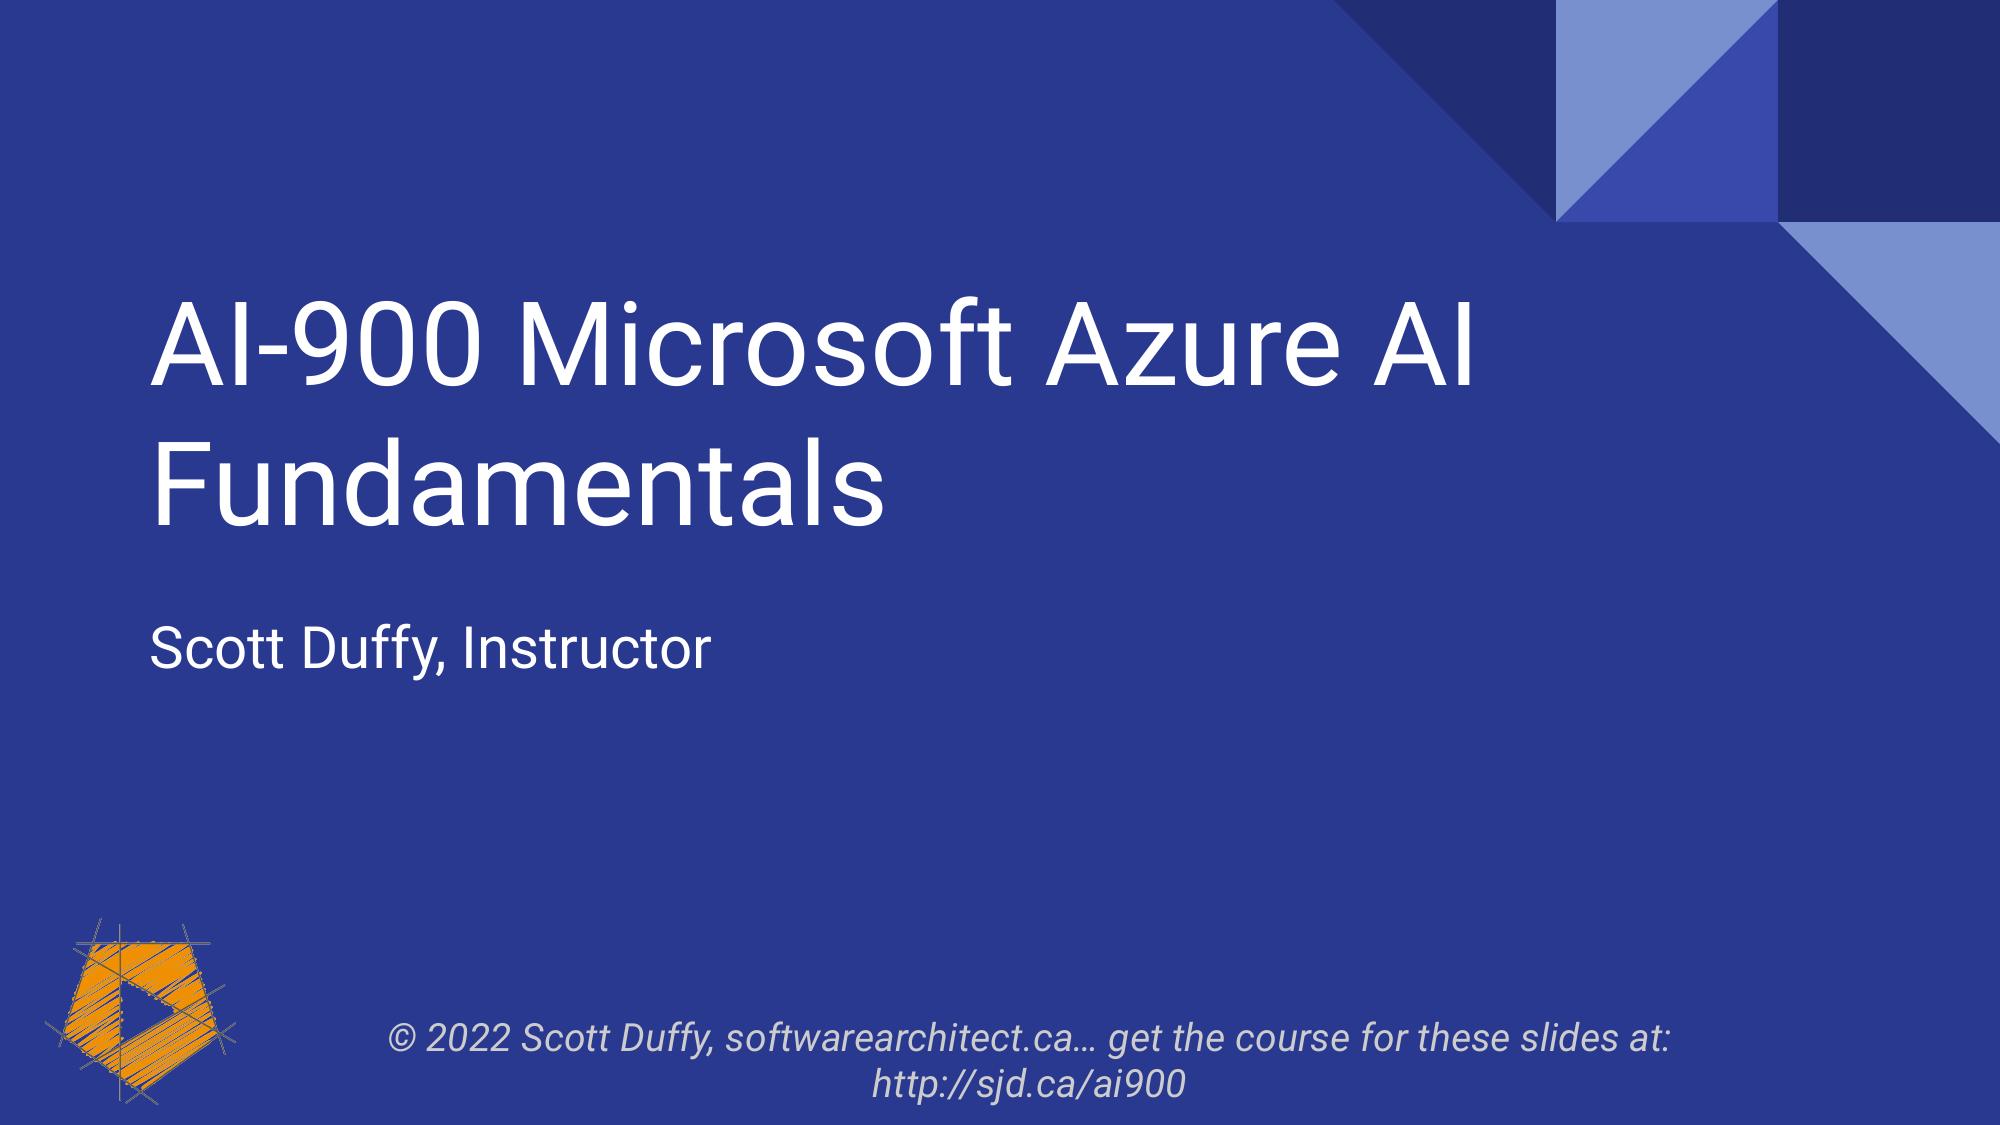 AI-900 Microsoft Azure AI
Fundamentals
Scott Duffy, Instructor
© 2022 Scott Duffy, softwarearchitect.ca… get the course for these slides at:
http://sjd.ca/ai900